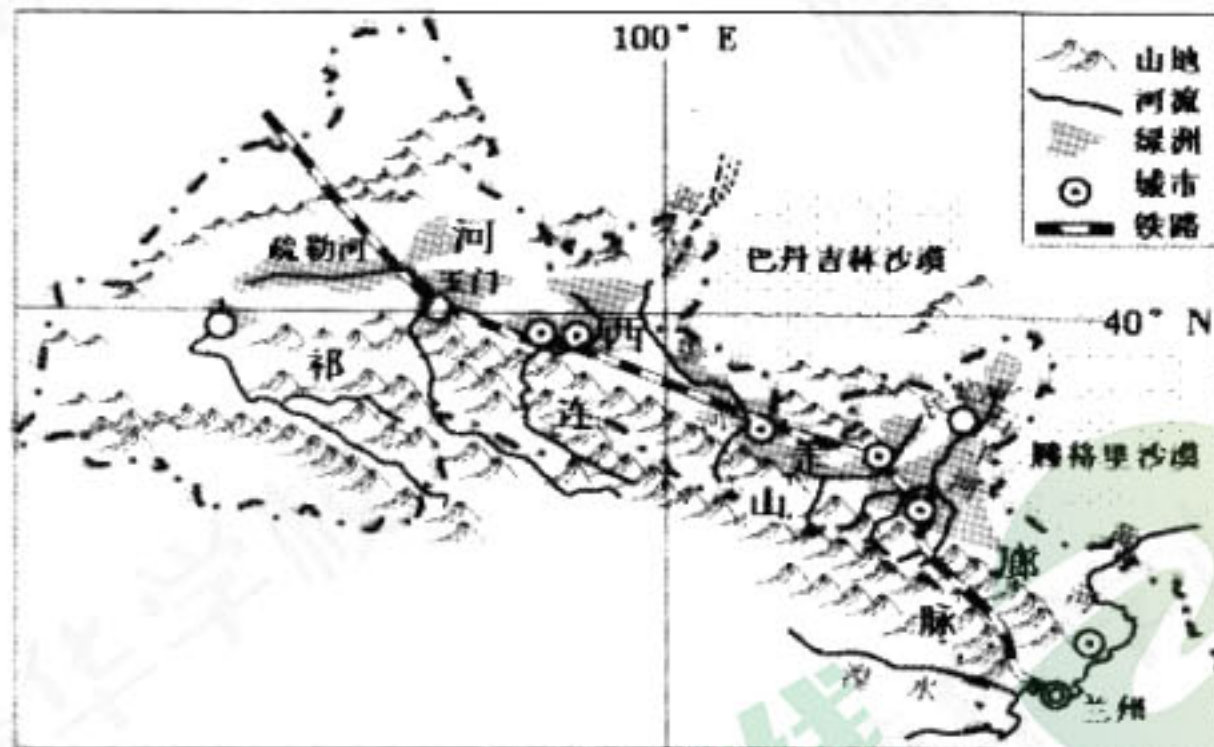 100° E
山地
河流
绿洲
城市
铁路
疏勒河
河
玉门
巴丹吉林沙漠
西
40° N
祁
连
走
腾格里沙漠
山
廊
脉
河
湟水
兰州